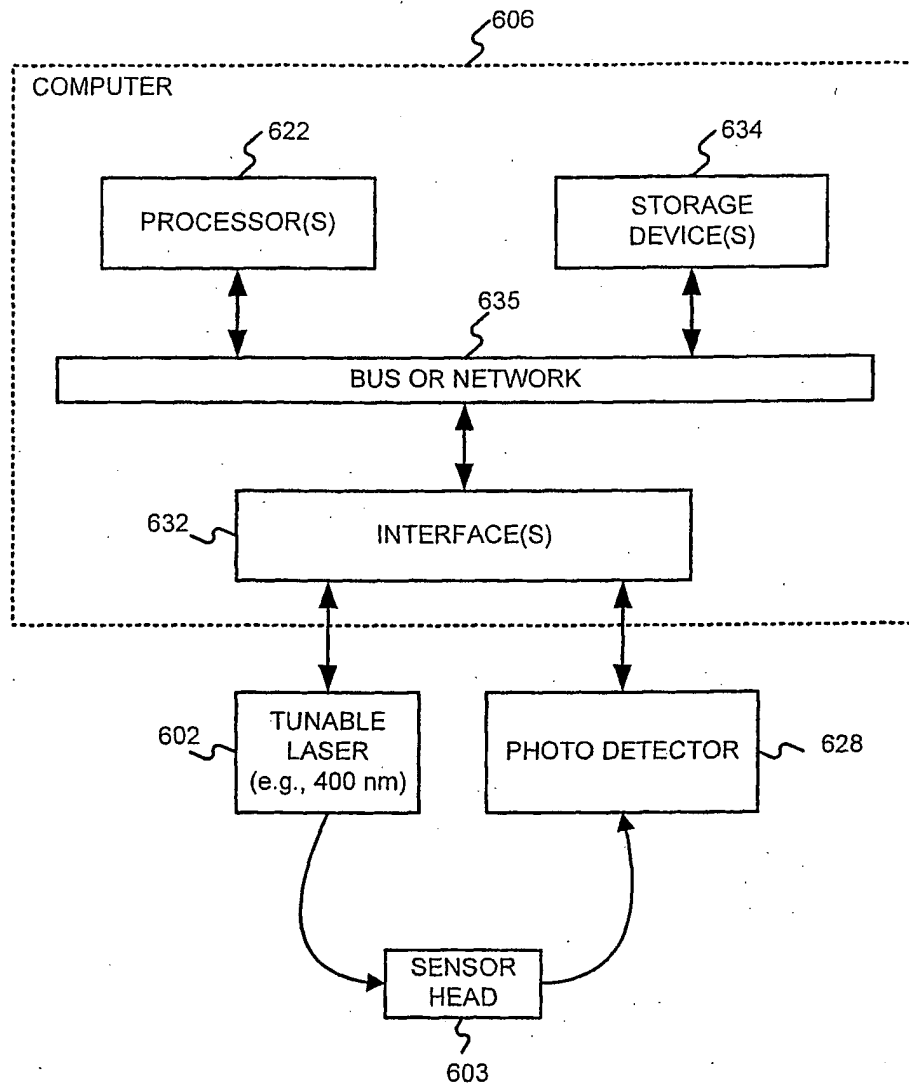 606
COMPUTER
622
634
PROCESSOR(S)
STORAGE
DEVICE(S)
635
BUS OR NETWORK
632
INTERFACE(S)
602
TUNABLE
LASER
(e.g., 400 nm)
PHOTO DETECTOR
628
SENSOR
HEAD
603